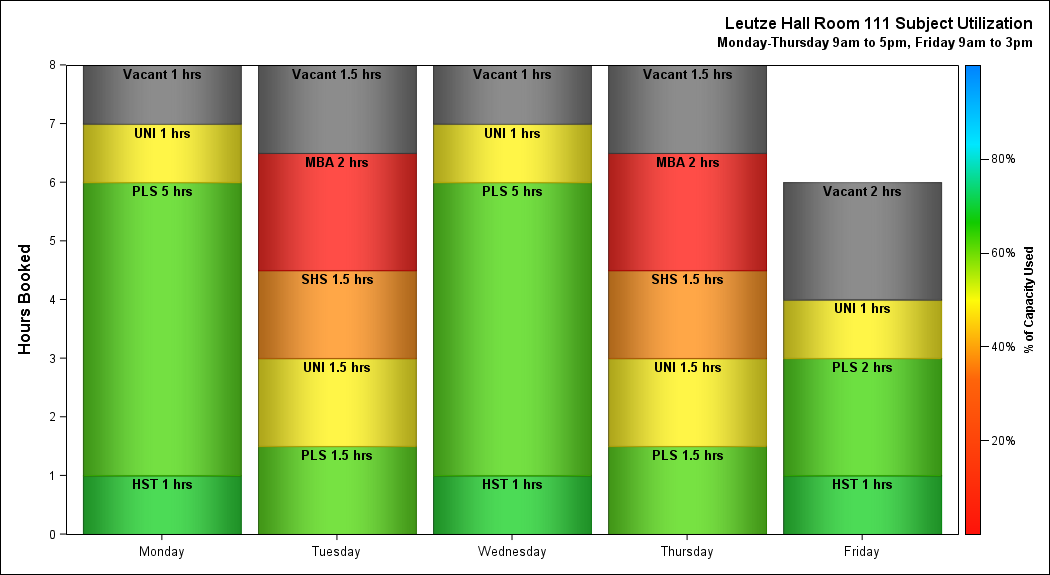 Leutze Hall Room 111 Subject Utilization
Monday-Thursday 9am to 5pm, Friday 9am to 3pm
Hours Booked
8
7
6
5
4
3
2
1
0
Vacant 1 hrs
UNI 1 hrs
PLS 5 hrs
HST 1 hrs
Monday
Vacant 1.5 hrs
MBA 2 hrs
SHS 1.5 hrs
UNI 1.5 hrs
PLS 1.5 hrs
Tuesday
Vacant 1 hrs
UNI 1 hrs
PLS 5 hrs
HST 1 hrs
Wednesday
Vacant 1.5 hrs
MBA 2 hrs
SHS 1.5 hrs
UNI 1.5 hrs
PLS 1.5 hrs
Thursday
Vacant 2 hrs
UNI 1 hrs
PLS 2 hrs
HST 1 hrs
Friday
80%
60%
40%
20%
% of Capacity Used